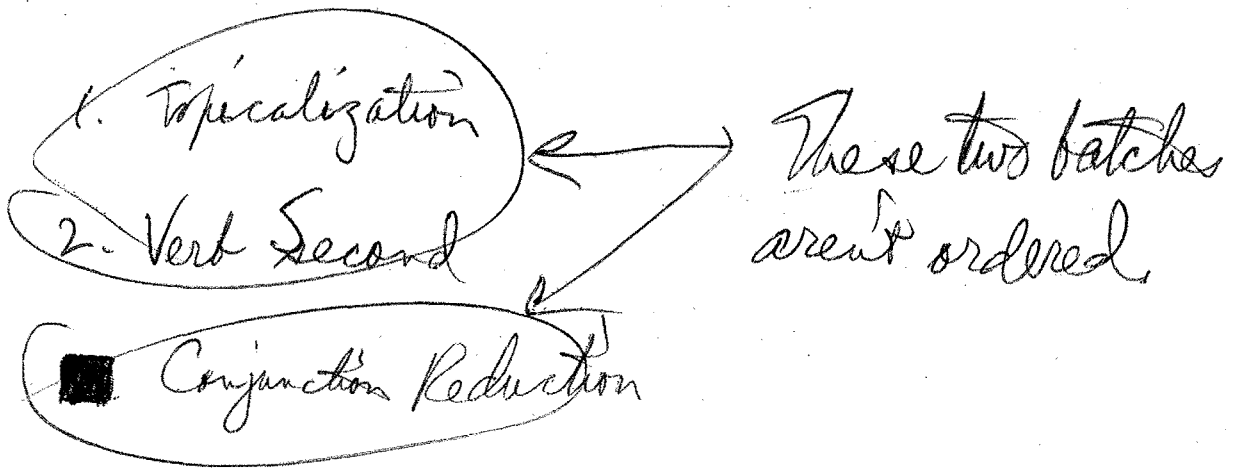 1. Topicalization
2. Verb Second
Conjunction Reduction
These two batches
aren't ordered.